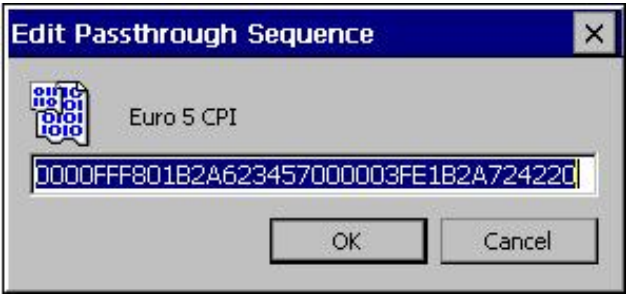 Edit Passthrough Sequence
Euro 5 CPI
0000FFF801B2A623457000003FE1B2A724220
OK
Cancel